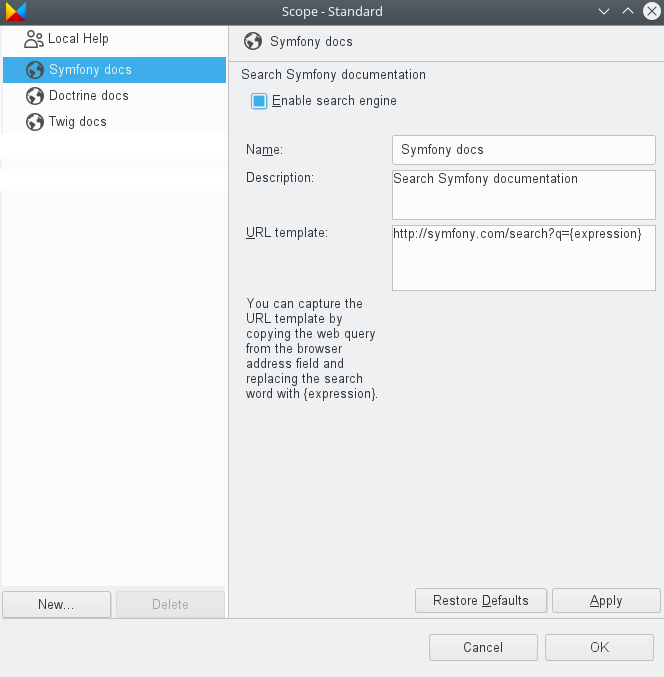 Scope - Standard
Local Help
Symfony docs
Doctrine docs
Twig docs
Symfony docs
Search Symfony documentation
Enable search engine
Name:
Symfony docs
Description:
Search Symfony documentation
URL template:
http://symfony.com/search?q={expression}
You can capture the
URL template by
copying the web query
from the browser
address field and
replacing the search
word with {expression}.
New...
Delete
Restore Defaults
Apply
Cancel
OK